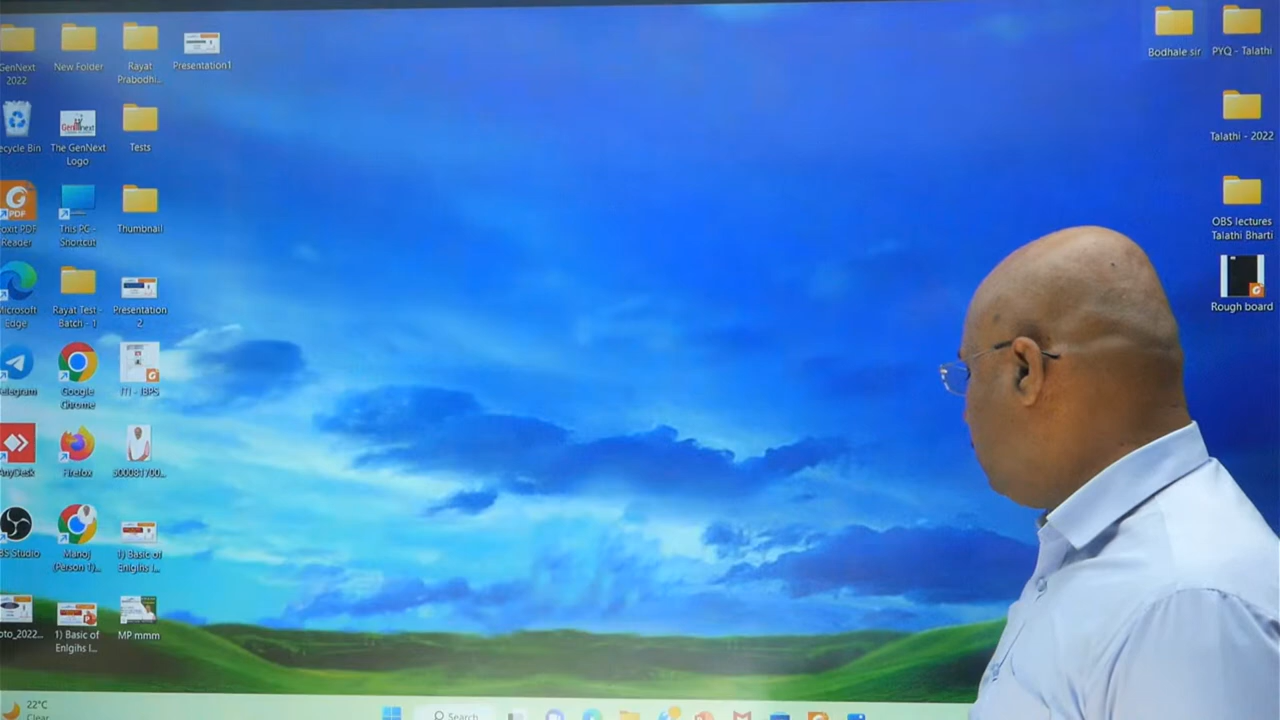 GenNext
2022
New Folder
Rayat
Prabodhi...
Presentation1
ecycle Bin
The GenNext
Logo
Tests
PDF
oxit PDF
Reader
This PC -
Shortcut
Thumbnail
Microsoft
Edge
Rayat Test -
Batch - 1
Presentation
2
elegram
Google
Chrome
ITI - IBPS
AnyDesk
Firefox
BS Studio
Manoj
(Person 1)...
1) Basic of
Enlgihs l...
oto_2022...
1) Basic of
Enlgihs l...
MP mmm
Bodhale sir
PYQ - Talathi
Talathi - 2022
OBS lectures
Talathi Bharti
Rough board
22°C
Clear
Search